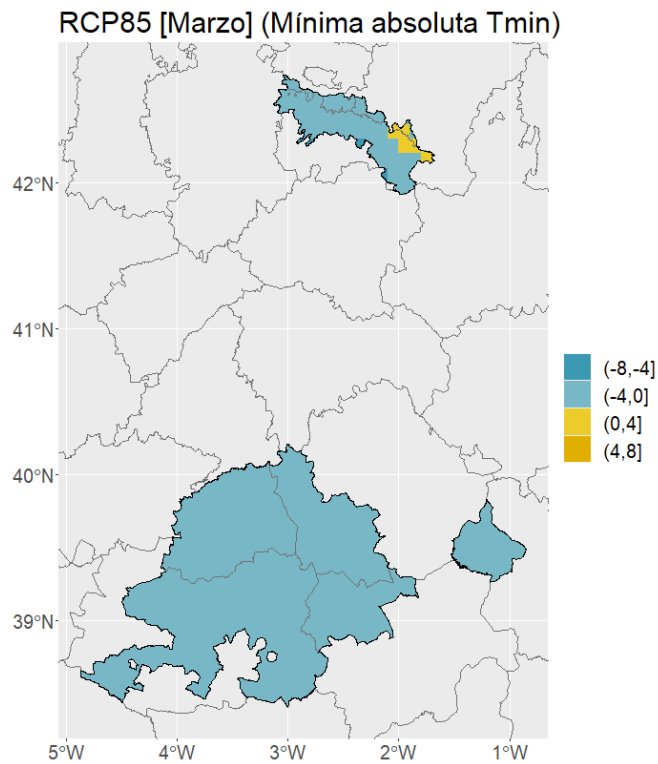 RCP85 [Marzo] (Mínima absoluta Tmin)
42°N
41°N
40°N
39°N
5°W 4°W 3°W 2°W 1°W
(-8,-4]
(-4,0]
(0,4]
(4,8]